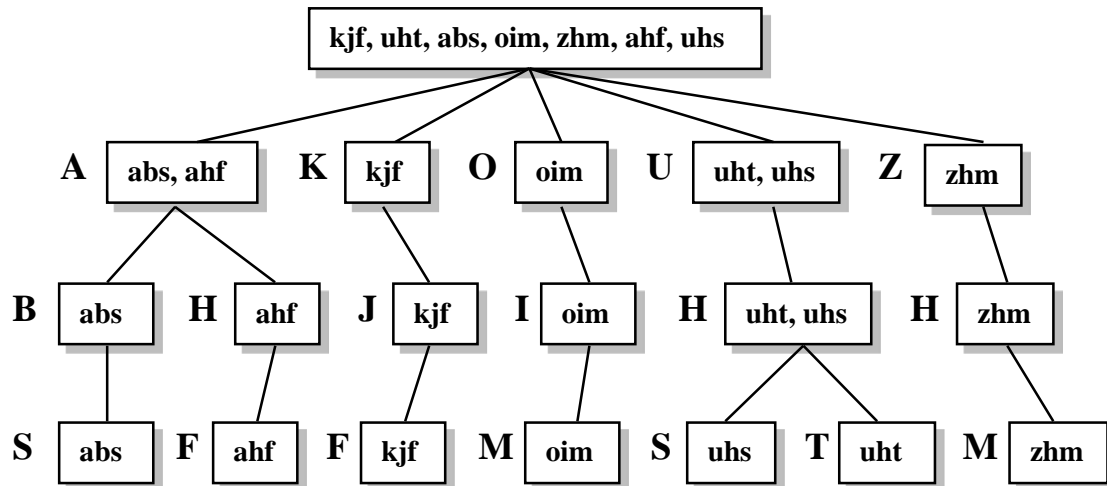 kjf, uht, abs, oim, zhm, ahf, uhs
A abs, ahf K kjf O oim U uht, uhs Z zhm
B abs H ahf J kjf I oim H uht, uhs H zhm
S abs F ahf F kjf M oim S uhs T uht M zhm